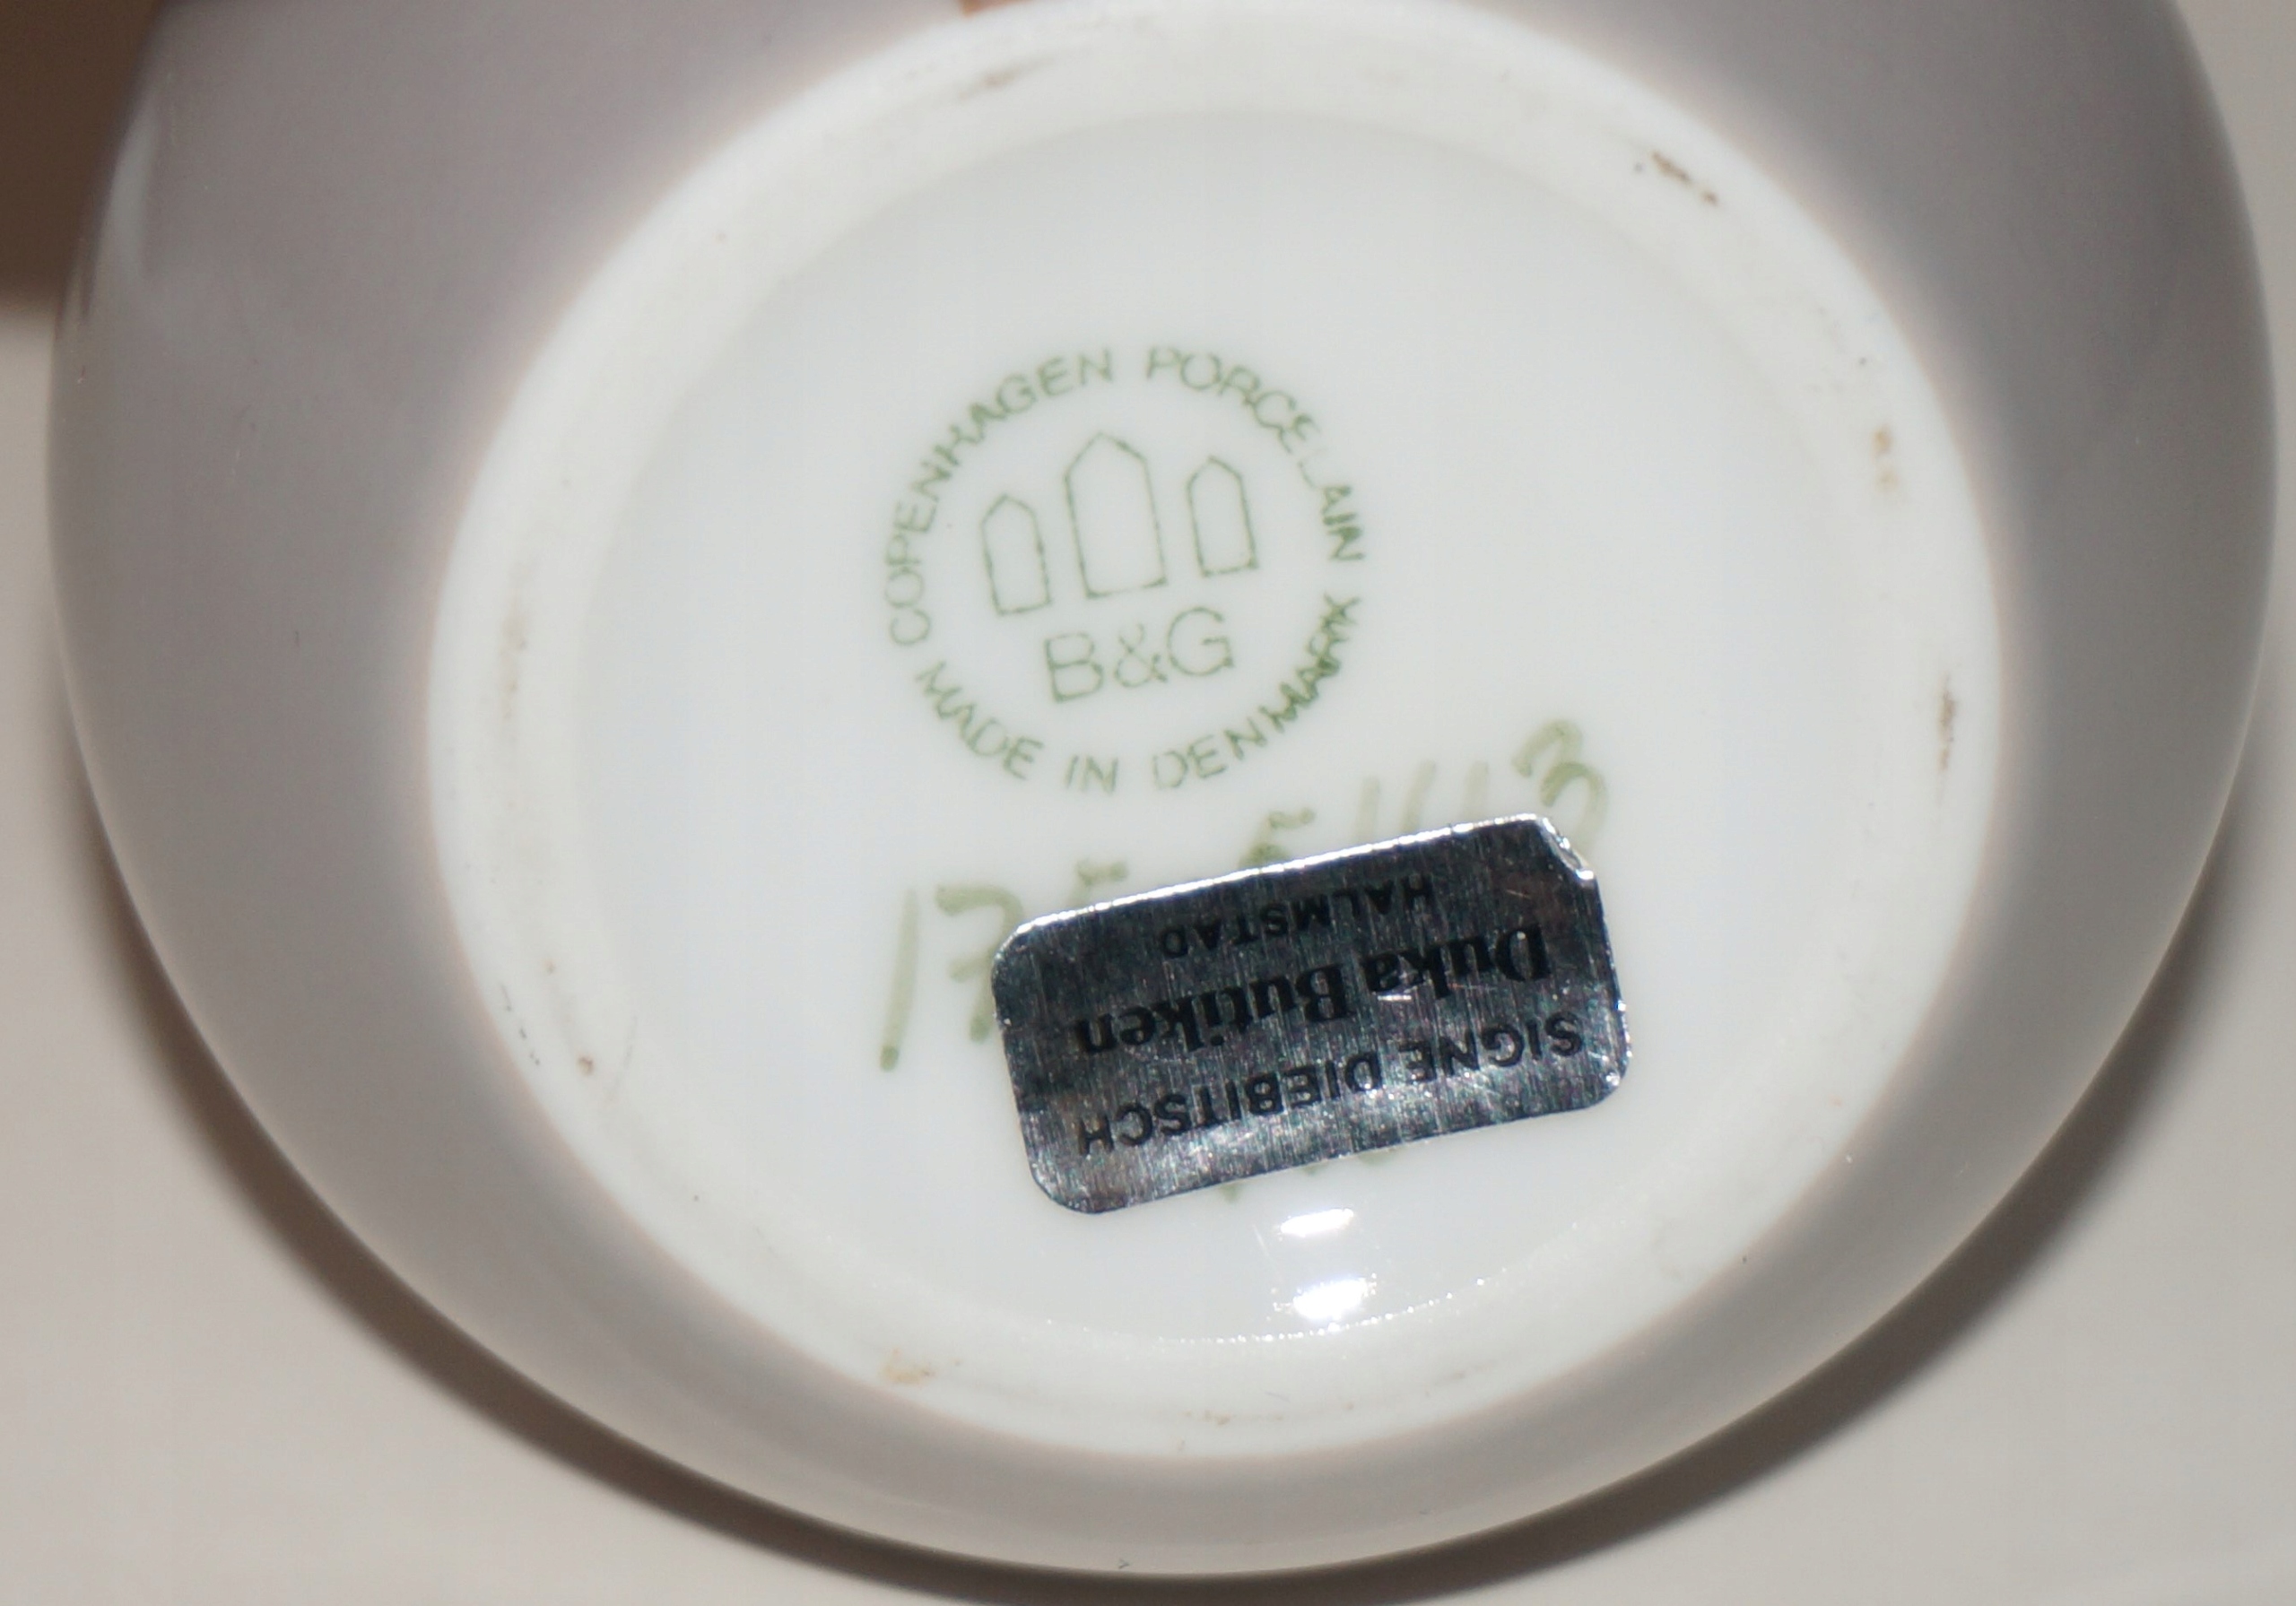 COPENHAGEN PORCELAIN
B&G
MADE IN DENMARK
SIGNE DIEBITSCH
Duka Butiken
HALMSTAD